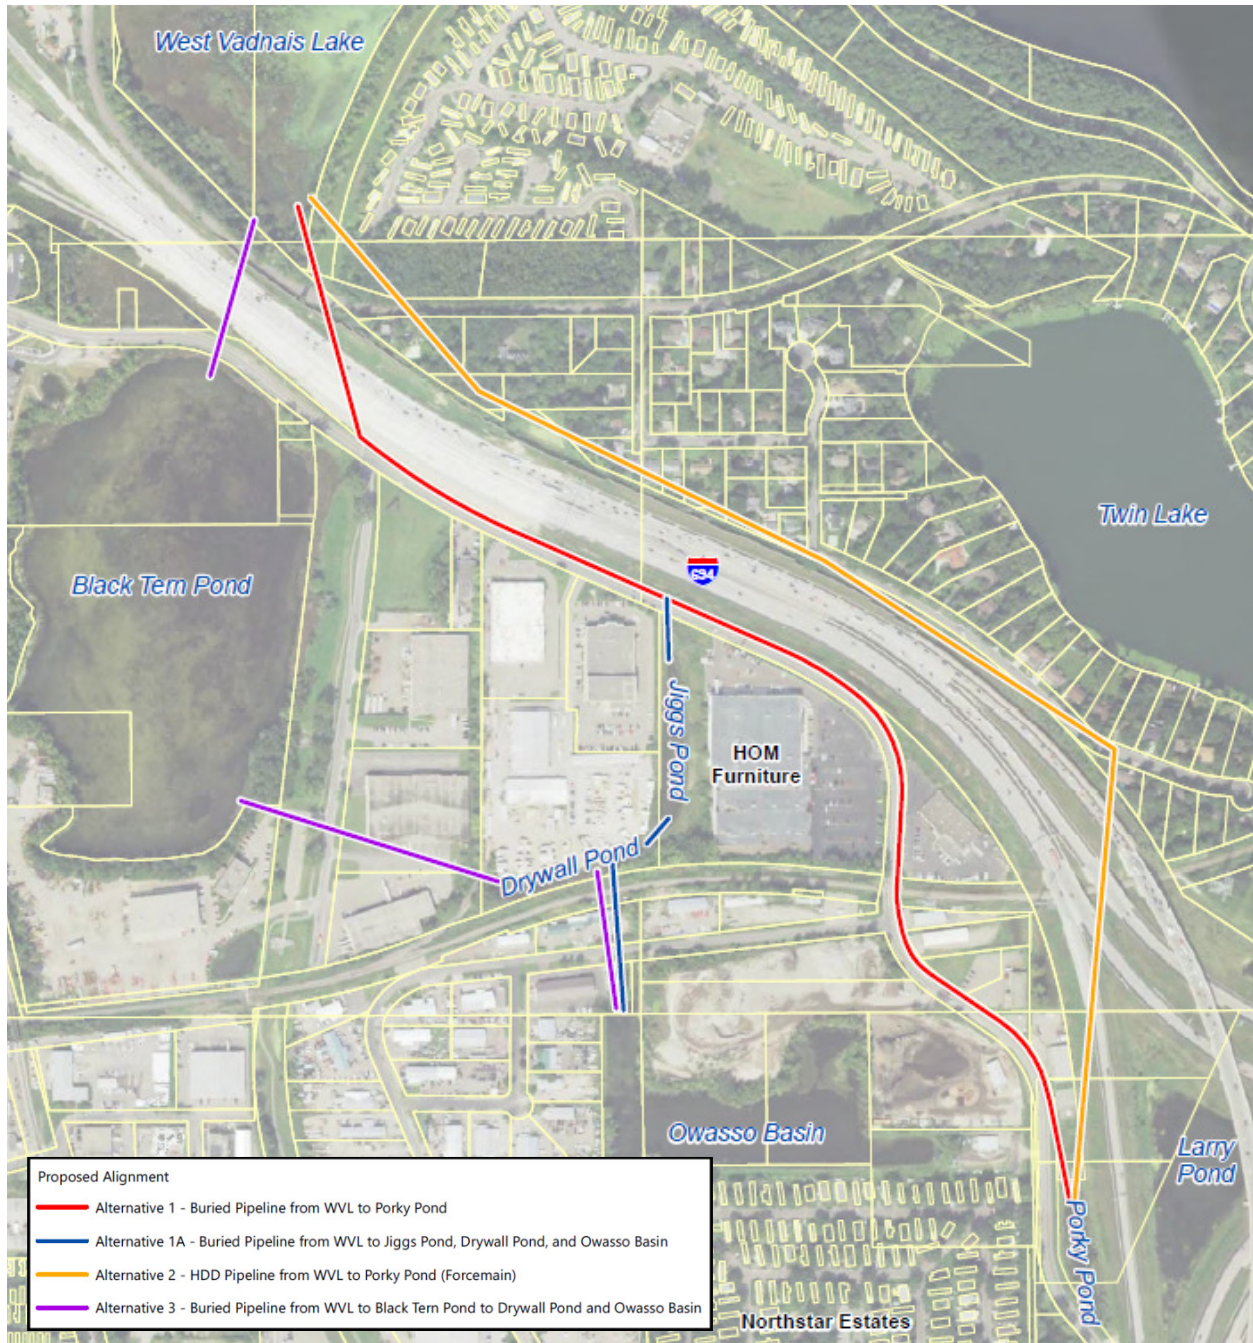 West Vadnais Lake
Twin Lake
694
Black Tern Pond
Jiggs Pond
HOM
Furniture
Drywall Pond
Owasso Basin
Larry
Pond
Porky Pond
Northstar Estates
Proposed Alignment
Alternative 1 - Buried Pipeline from WVL to Porky Pond
Alternative 1A - Buried Pipeline from WVL to Jiggs Pond, Drywall Pond, and Owasso Basin
Alternative 2 - HDD Pipeline from WVL to Porky Pond (Forcemain)
Alternative 3 - Buried Pipeline from WVL to Black Tern Pond to Drywall Pond and Owasso Basin